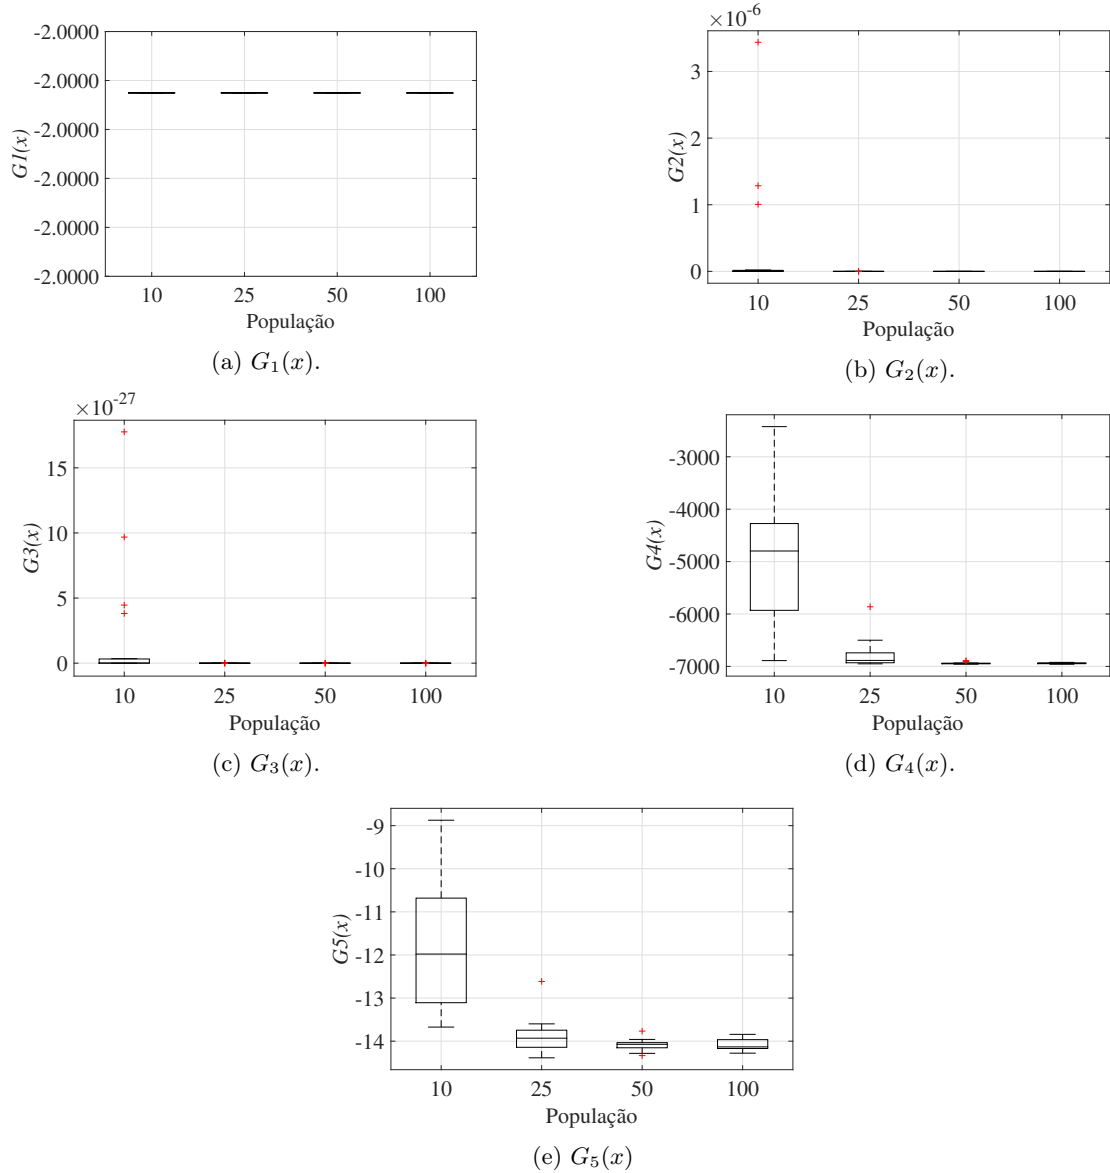 -2.0000
-2.0000
-2.0000
-2.0000
-2.0000
-2.0000
G1(x)
10 25 50 100
População
(a) G₁(x).
×10⁻⁶
3
2
1
0
G2(x)
10 25 50 100
População
(b) G₂(x).
×10⁻²⁷
15
10
5
0
G3(x)
10 25 50 100
População
(c) G₃(x).
-3000
-4000
-5000
-6000
-7000
G4(x)
10 25 50 100
População
(d) G₄(x).
-9
-10
-11
-12
-13
-14
G5(x)
10 25 50 100
População
(e) G₅(x)